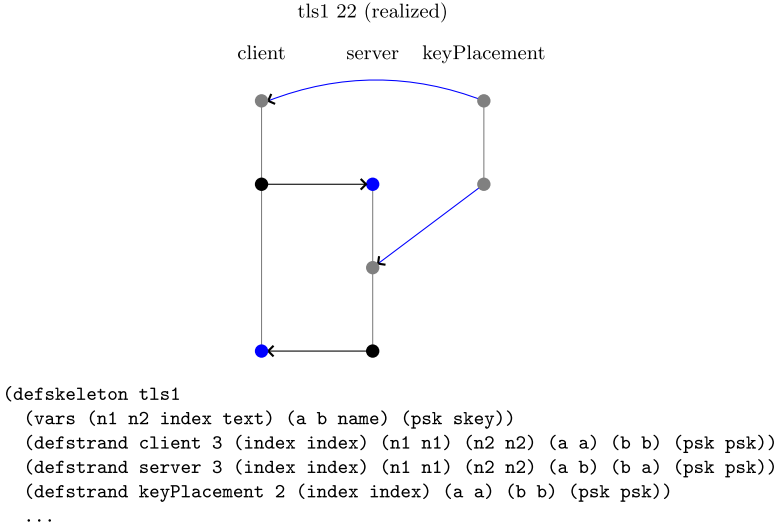 tls1 22 (realized)
client server keyPlacement
(defskeleton tls1
  (vars (n1 n2 index text) (a b name) (psk skey))
  (defstrand client 3 (index index) (n1 n1) (n2 n2) (a a) (b b) (psk psk))
  (defstrand server 3 (index index) (n1 n1) (n2 n2) (a b) (b a) (psk psk))
  (defstrand keyPlacement 2 (index index) (a a) (b b) (psk psk))
  ...